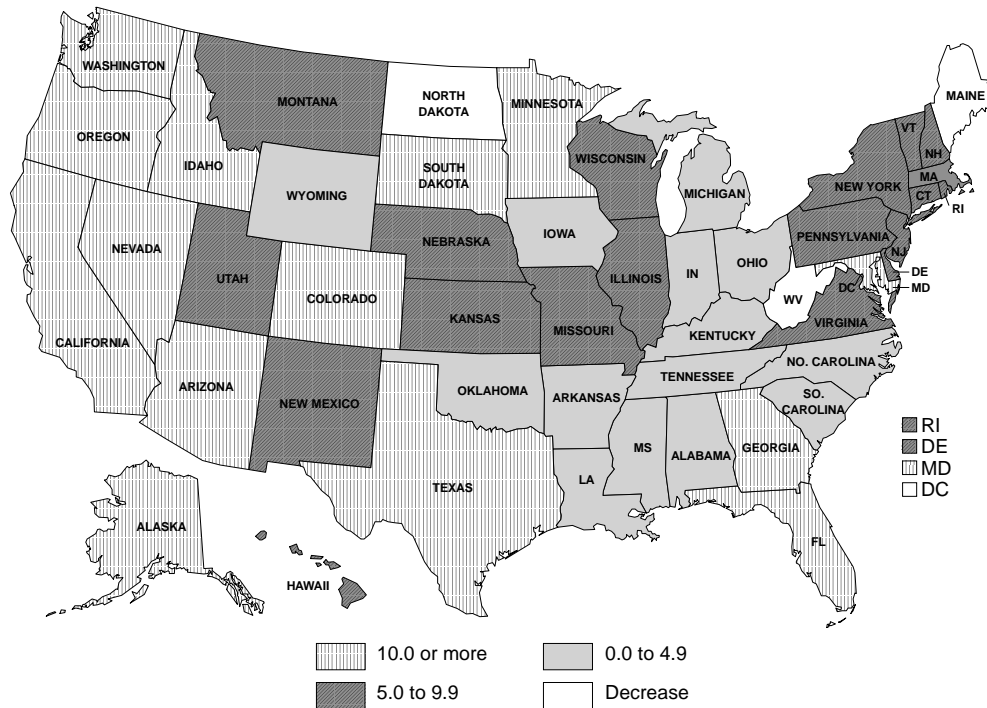 WASHINGTON
OREGON
IDAHO
MONTANA
NORTH
DAKOTA
MINNESOTA
SOUTH
DAKOTA
WISCONSIN
MICHIGAN
MAINE
VT
NH
MA
NEW YORK
CT
RI
WYOMING
NEVADA
UTAH
COLORADO
CALIFORNIA
ARIZONA
NEW MEXICO
NEBRASKA
KANSAS
IOWA
ILLINOIS
MISSOURI
IN
OHIO
PENNSYLVANIA
NJ
DE
MD
DC
WV
VIRGINIA
KENTUCKY
TENNESSEE
NO. CAROLINA
SO.
CAROLINA
OKLAHOMA
ARKANSAS
TEXAS
LA
MS
ALABAMA
GEORGIA
FL
ALASKA
HAWAII
RI
DE
MD
DC
10.0 or more
0.0 to 4.9
5.0 to 9.9
Decrease